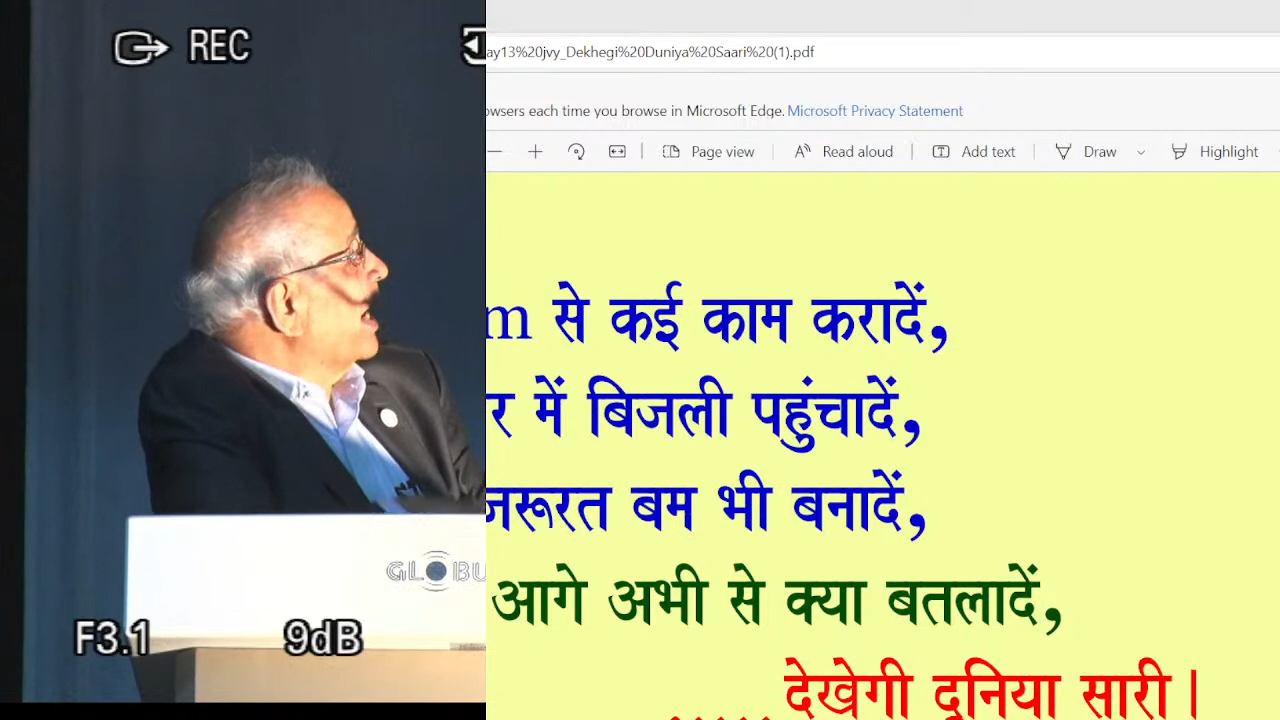 REC
ay13%20jvy_Dekhegi%20Duniya%20Saari%20(1).pdf
owsers each time you browse in Microsoft Edge. Microsoft Privacy Statement
Page view | Read aloud | Add text | Draw | Highlight
m से कई काम करादें,
र में बिजली पहुंचादें,
जरूरत बम भी बनादें,
आगे अभी से क्या बतलादें,
.....देखेगी दुनिया सारी।
GLOBU
F3.1 9dB